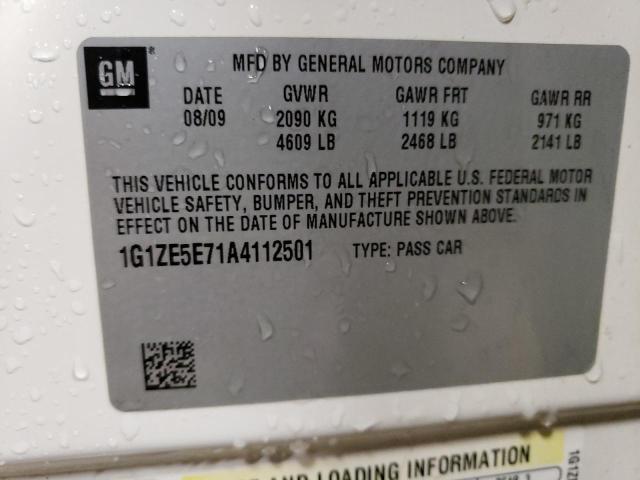 GM
MFD BY GENERAL MOTORS COMPANY
DATE GVWR GAWR FRT GAWR RR
08/09 2090 KG 1119 KG 971 KG
4609 LB 2468 LB 2141 LB
THIS VEHICLE CONFORMS TO ALL APPLICABLE U.S. FEDERAL MOTOR
VEHICLE SAFETY, BUMPER, AND THEFT PREVENTION STANDARDS IN
EFFECT ON THE DATE OF MANUFACTURE SHOWN ABOVE.
1G1ZE5E71A4112501 TYPE: PASS CAR
AND LOADING INFORMATION